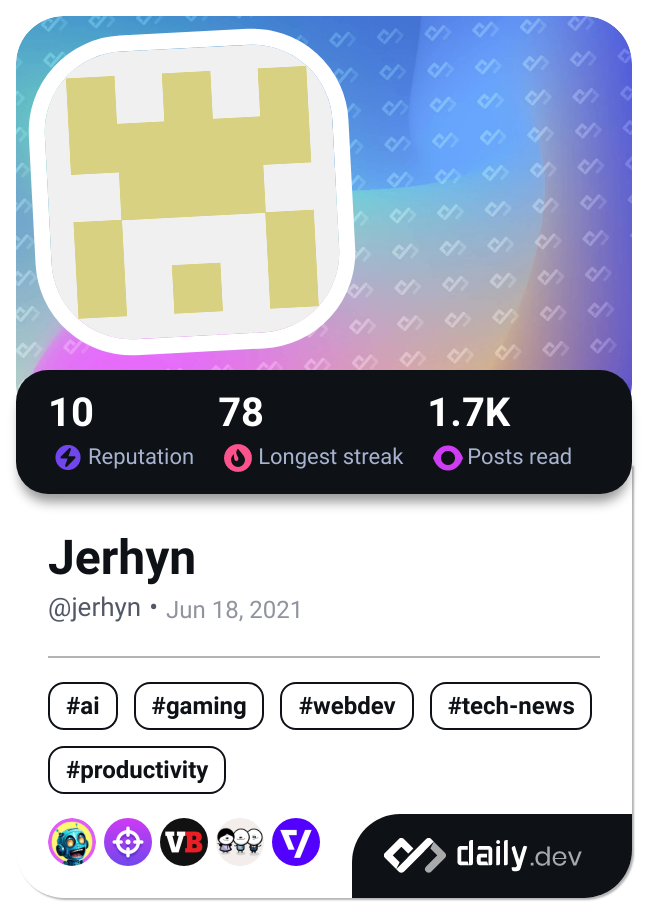 10 78 1.7K
Reputation Longest streak Posts read
Jerhyn
@jerhyn • Jun 18, 2021
#ai #gaming #webdev #tech-news
#productivity
VB daily.dev